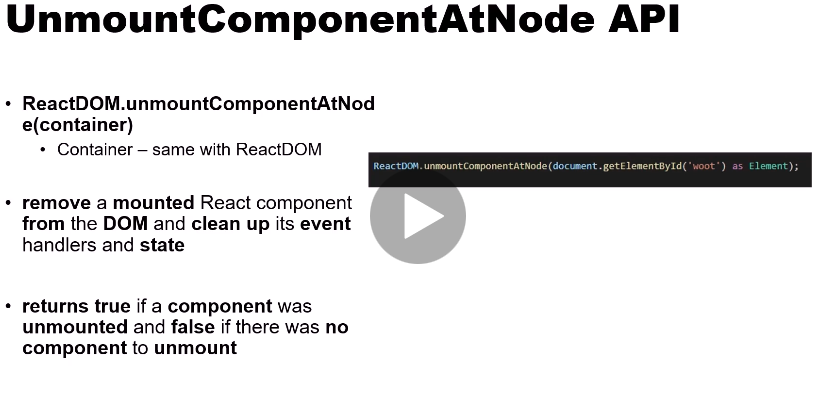 UnmountComponentAtNode API
• ReactDOM.unmountComponentAtNod
e(container)
• Container – same with ReactDOM
ReactDOM.unmountComponentAtNode(document.getElementById('woot') as Element);
• remove a mounted React component
from the DOM and clean up its event
handlers and state
• returns true if a component was
unmounted and false if there was no
component to unmount